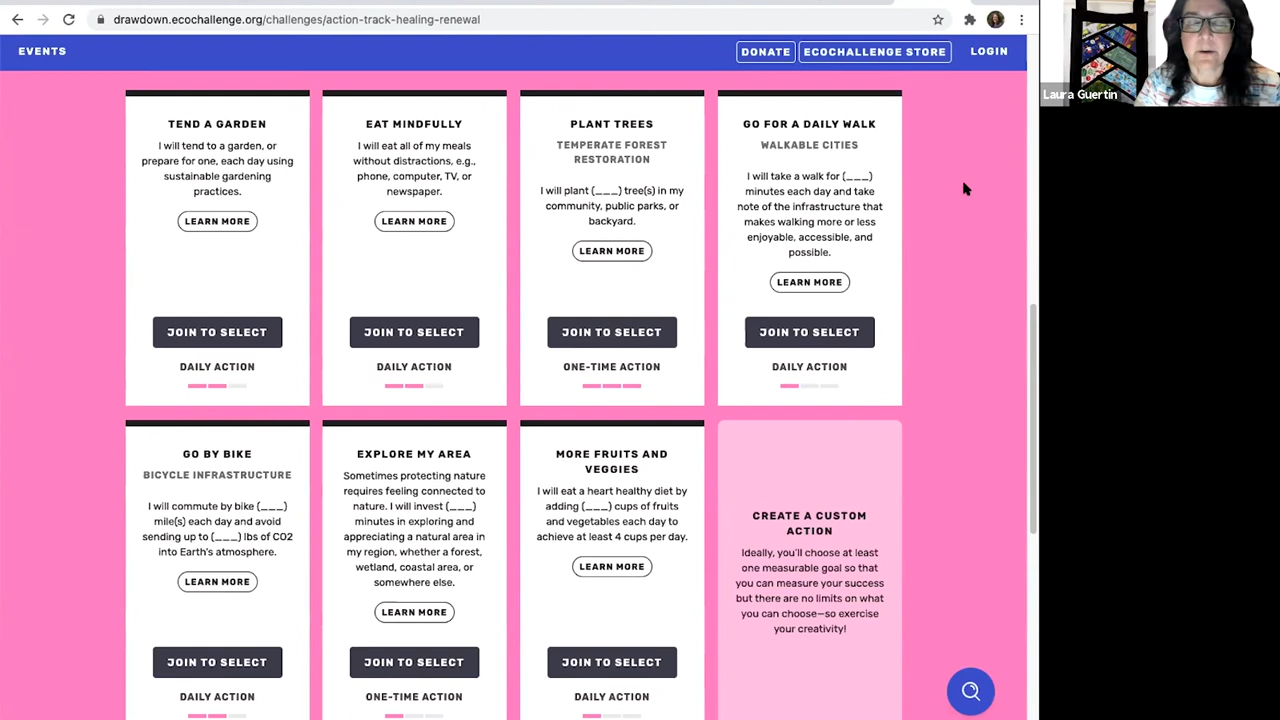 drawdown.ecochallenge.org/challenges/action-track-healing-renewal
EVENTS
DONATE
ECOCHALLENGE STORE
LOGIN
Laura Guertin
TEND A GARDEN
I will tend to a garden, or
prepare for one, each day using
sustainable gardening
practices.
LEARN MORE
JOIN TO SELECT
DAILY ACTION
EAT MINDFULLY
I will eat all of my meals
without distractions, e.g.,
phone, computer, TV, or
newspaper.
LEARN MORE
JOIN TO SELECT
DAILY ACTION
PLANT TREES
TEMPERATE FOREST
RESTORATION
I will plant (___) tree(s) in my
community, public parks, or
backyard.
LEARN MORE
JOIN TO SELECT
ONE-TIME ACTION
GO FOR A DAILY WALK
WALKABLE CITIES
I will take a walk for (___)
minutes each day and take
note of the infrastructure that
makes walking more or less
enjoyable, accessible, and
possible.
LEARN MORE
JOIN TO SELECT
DAILY ACTION
GO BY BIKE
BICYCLE INFRASTRUCTURE
I will commute by bike (___)
mile(s) each day and avoid
sending up to (___) lbs of CO2
into Earth's atmosphere.
LEARN MORE
JOIN TO SELECT
DAILY ACTION
EXPLORE MY AREA
Sometimes protecting nature
requires feeling connected to
nature. I will invest (___)
minutes in exploring and
appreciating a natural area in
my region, whether a forest,
wetland, coastal area, or
somewhere else.
LEARN MORE
JOIN TO SELECT
ONE-TIME ACTION
MORE FRUITS AND
VEGGIES
I will eat a heart healthy diet by
adding (___) cups of fruits
and vegetables each day to
achieve at least 4 cups per day.
LEARN MORE
JOIN TO SELECT
DAILY ACTION
CREATE A CUSTOM
ACTION
Ideally, you'll choose at least
one measurable goal so that
you can measure your success
but there are no limits on what
you can choose—so exercise
your creativity!